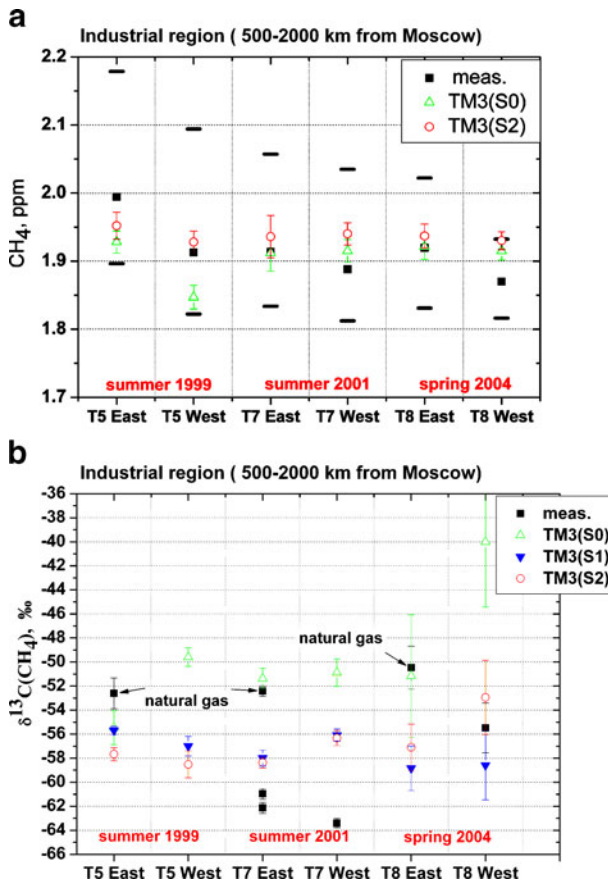 a
Industrial region ( 500-2000 km from Moscow)
meas.
TM3(S0)
TM3(S2)
CH4, ppm
2.2
2.1
2.0
1.9
1.8
1.7
summer 1999
summer 2001
spring 2004
T5 East
T5 West
T7 East
T7 West
T8 East
T8 West
b
Industrial region ( 500-2000 km from Moscow)
meas.
TM3(S0)
TM3(S1)
TM3(S2)
δ13C(CH4), ‰
-36
-38
-40
-42
-44
-46
-48
-50
-52
-54
-56
-58
-60
-62
-64
-66
natural gas
natural gas
summer 1999
summer 2001
spring 2004
T5 East
T5 West
T7 East
T7 West
T8 East
T8 West